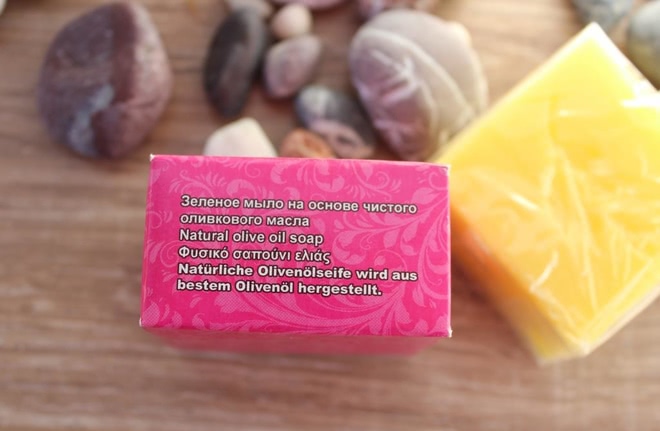 Зеленое мыло на основе чистого
оливкового масла
Natural olive oil soap
Φυσικό σαπούνι ελιάς
Natürliche Olivenölseife wird aus
bestem Olivenöl hergestellt.